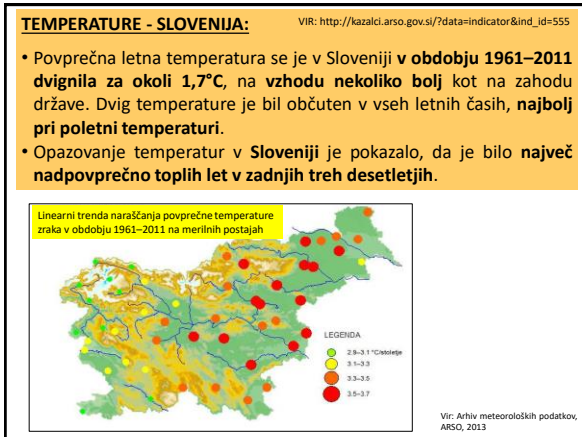 TEMPERATURE - SLOVENIJA:
VIR: http://kazalci.arso.gov.si/?data=indicator&ind_id=555
• Povprečna letna temperatura se je v Sloveniji v obdobju 1961–2011
dvignila za okoli 1,7°C, na vzhodu nekoliko bolj kot na zahodu
države. Dvig temperature je bil občuten v vseh letnih časih, najbolj
pri poletni temperaturi.
• Opazovanje temperatur v Sloveniji je pokazalo, da je bilo največ
nadpovprečno toplih let v zadnjih treh desetletjih.
Linearni trenda naraščanja povprečne temperature
zraka v obdobju 1961–2011 na merilnih postajah
LEGENDA
2.9–3.1 °C/stoletje
3.1–3.3
3.3–3.5
3.5–3.7
Vir: Arhiv meteoroloških podatkov,
ARSO, 2013